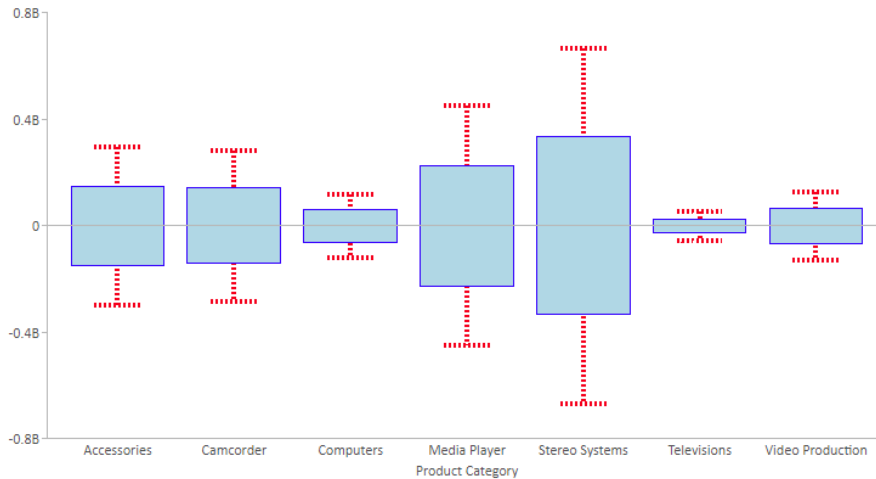 0.8B
0.4B
0
-0.4B
-0.8B
Accessories Camcorder Computers Media Player Stereo Systems Televisions Video Production
Product Category